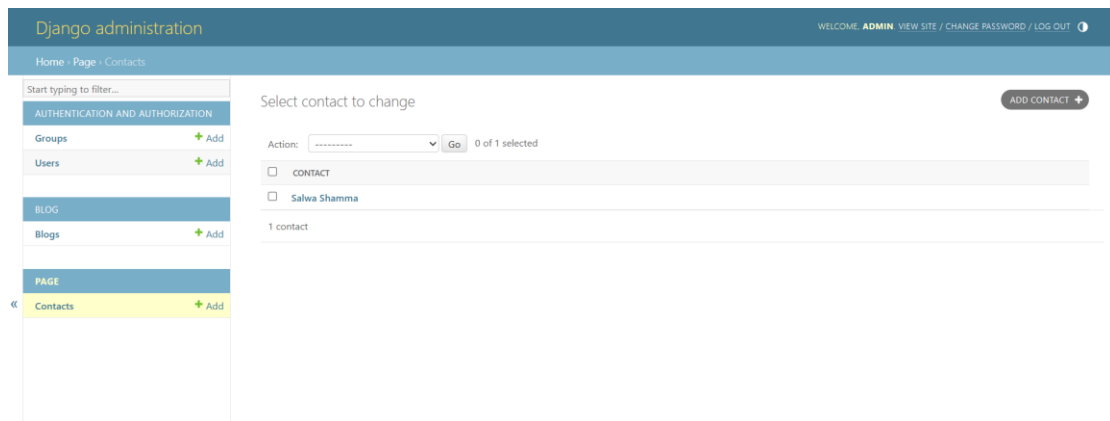 Django administration
WELCOME, ADMIN. VIEW SITE / CHANGE PASSWORD / LOG OUT
Home › Page › Contacts
Start typing to filter...
AUTHENTICATION AND AUTHORIZATION
Groups + Add
Users + Add
BLOG
Blogs + Add
PAGE
Contacts + Add
«
Select contact to change
ADD CONTACT +
Action: --------- Go 0 of 1 selected
CONTACT
Salwa Shamma
1 contact